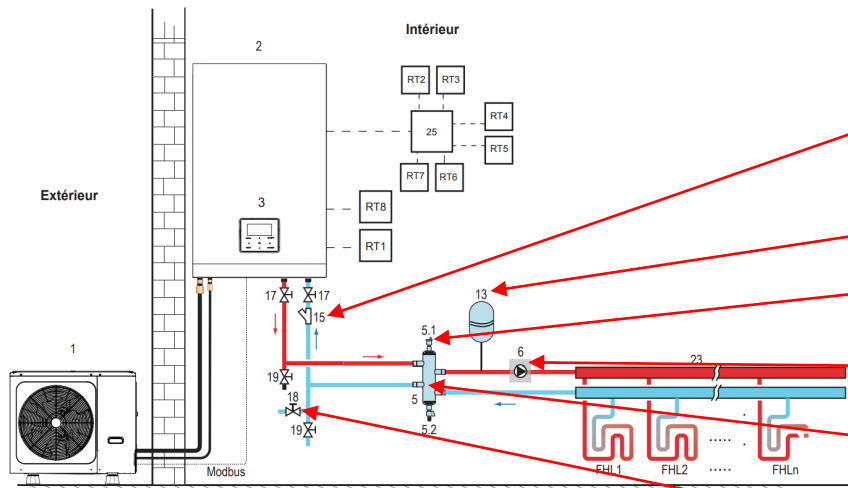 Intérieur
2
RT2
RT3
25
RT4
RT5
RT7
RT6
Extérieur
3
RT8
RT1
17
17
13
15
5.1
6
23
1
19
5
18
19
5.2
Modbus
FHL1
FHL2
.....
FHLn
.....